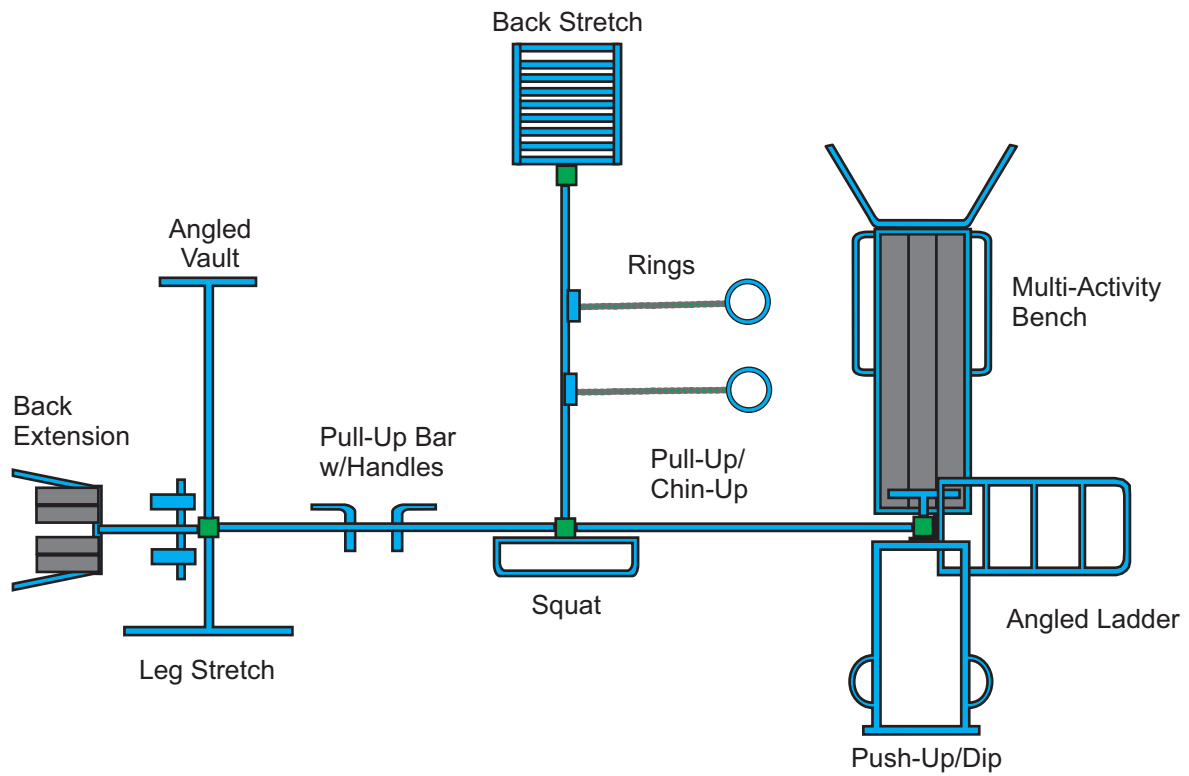 Back Stretch
Angled
Vault
Rings
Multi-Activity
Bench
Back
Extension
Pull-Up Bar
w/Handles
Pull-Up/
Chin-Up
Squat
Angled Ladder
Leg Stretch
Push-Up/Dip